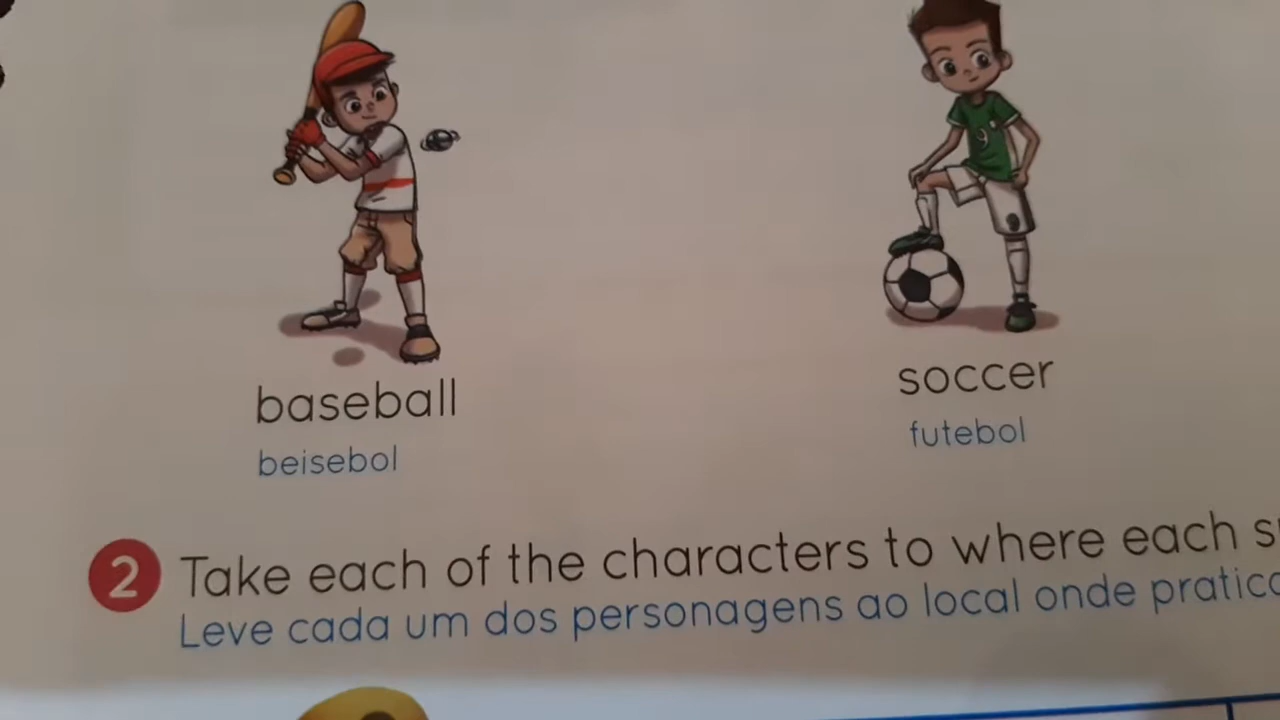 baseball
beisebol
soccer
futebol
2 Take each of the characters to where each
Leve cada um dos personagens ao local onde
9